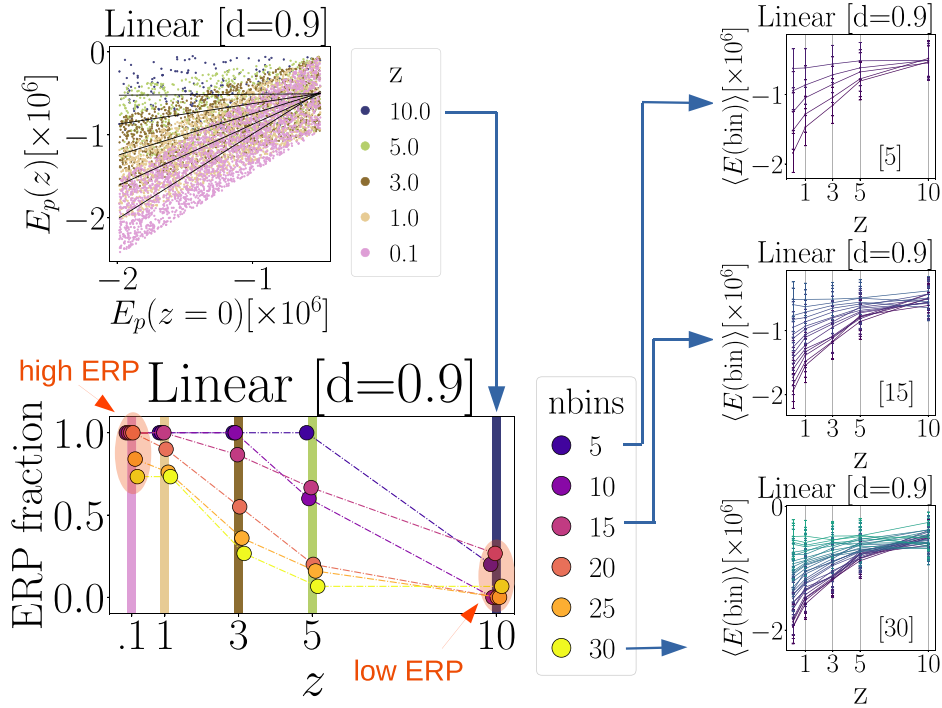 Linear [d=0.9]
0
−1
−2
E_p(z)[×10^6]
−2
−1
E_p(z = 0)[×10^6]
z
10.0
5.0
3.0
1.0
0.1
high ERP
Linear [d=0.9]
ERP fraction
1.0
0.5
0.0
.1
1
3
5
10
z
low ERP
nbins
5
10
15
20
25
30
Linear [d=0.9]
⟨E(bin)⟩[×10^6]
−1
−2
[5]
1
3
5
10
z
Linear [d=0.9]
⟨E(bin)⟩[×10^6]
−1
−2
[15]
1
3
5
10
z
Linear [d=0.9]
⟨E(bin)⟩[×10^6]
0
−2
[30]
1
3
5
10
z